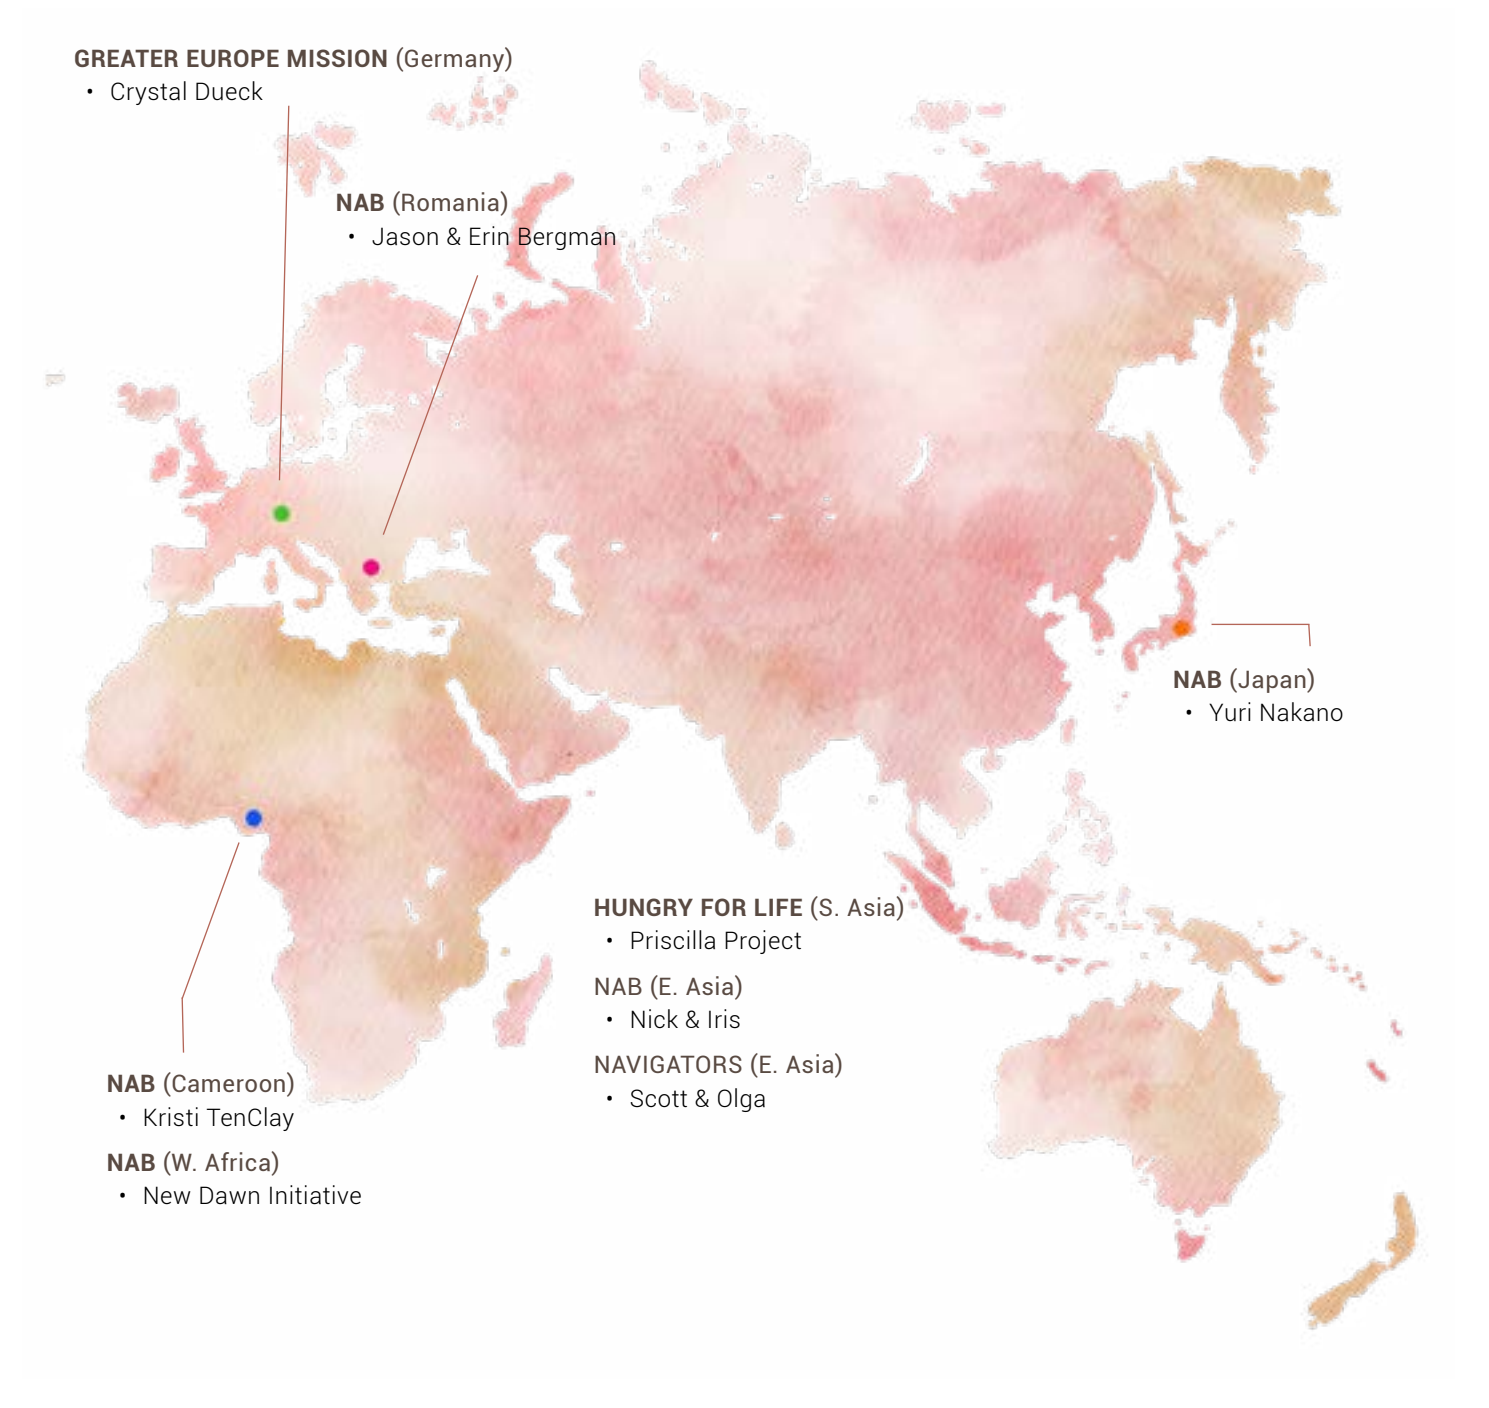 GREATER EUROPE MISSION (Germany)
• Crystal Dueck
NAB (Romania)
• Jason & Erin Bergman
NAB (Japan)
• Yuri Nakano
HUNGRY FOR LIFE (S. Asia)
• Priscilla Project
NAB (E. Asia)
• Nick & Iris
NAVIGATORS (E. Asia)
• Scott & Olga
NAB (Cameroon)
• Kristi TenClay
NAB (W. Africa)
• New Dawn Initiative